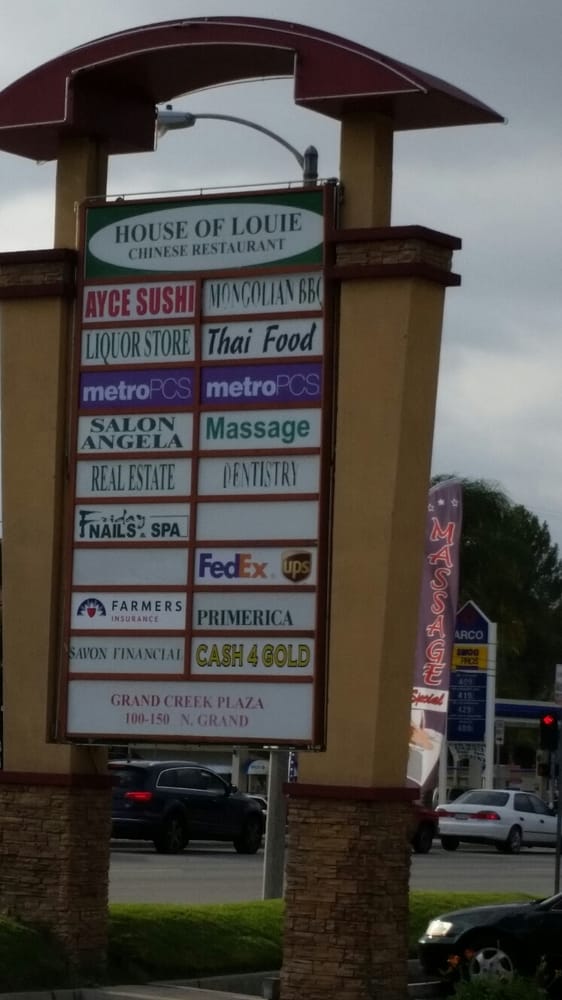 HOUSE OF LOUIE
CHINESE RESTAURANT
AYCE SUSHI
MONGOLIAN BBQ
LIQUOR STORE
Thai Food
metroPCS
metroPCS
SALON
ANGELA
Massage
REAL ESTATE
DENTISTRY
Friday
NAILS & SPA
FedEx
ups
FARMERS
INSURANCE
PRIMERICA
SAVON FINANCIAL
CASH 4 GOLD
GRAND CREEK PLAZA
100-150 N. GRAND
MASSAGE
Special
ARCO